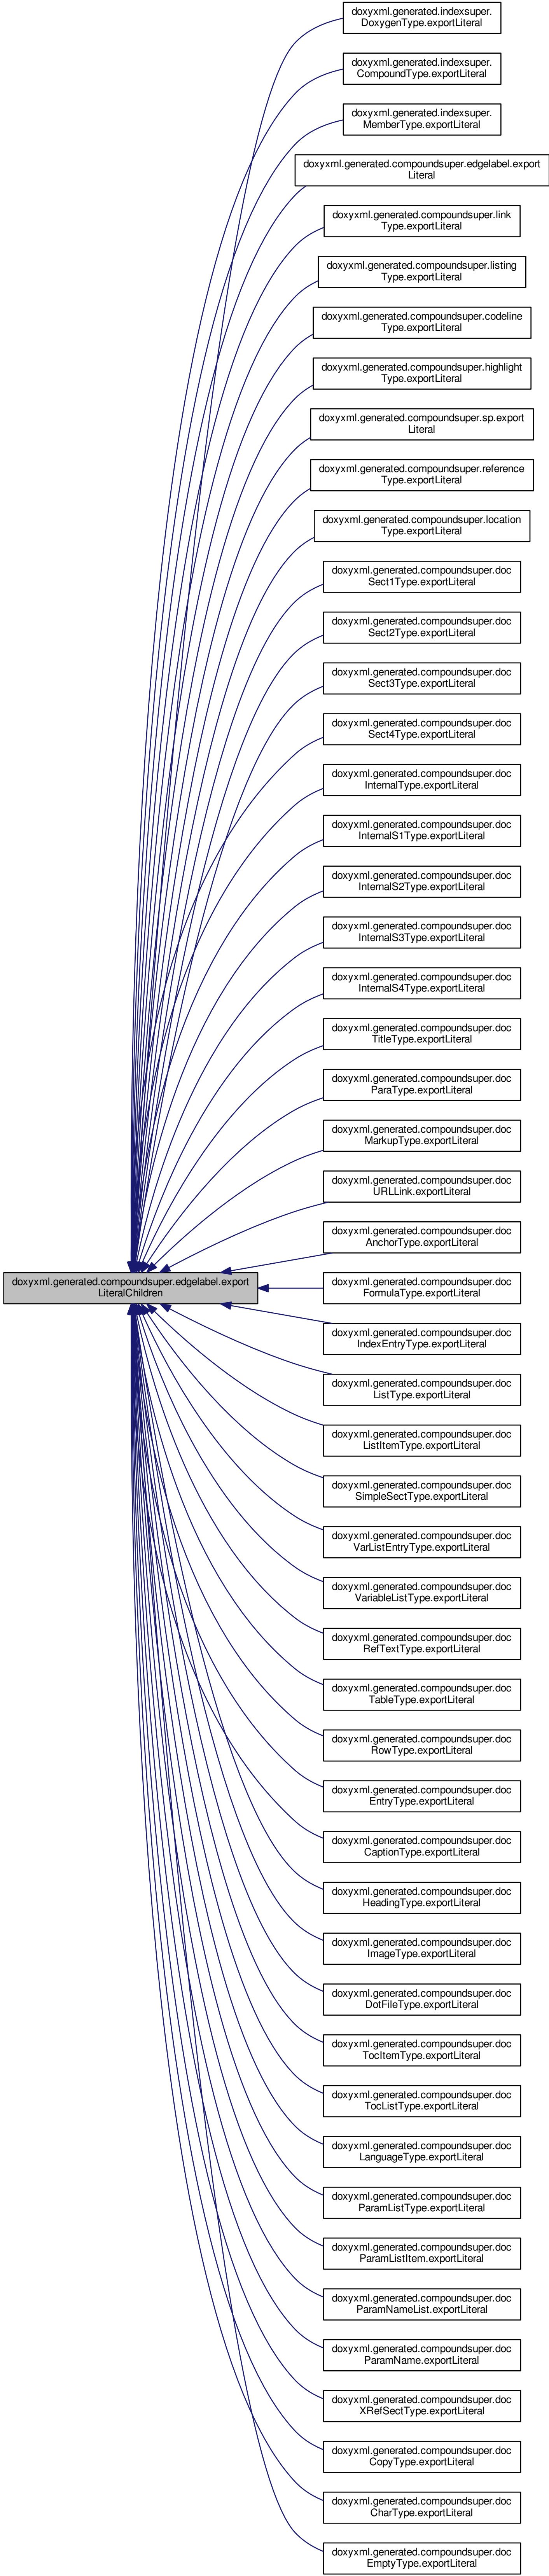 doxyxml.generated.indexsuper.
DoxygenType.exportLiteral
doxyxml.generated.indexsuper.
CompoundType.exportLiteral
doxyxml.generated.indexsuper.
MemberType.exportLiteral
doxyxml.generated.compoundsuper.edgelabel.export
Literal
doxyxml.generated.compoundsuper.link
Type.exportLiteral
doxyxml.generated.compoundsuper.listing
Type.exportLiteral
doxyxml.generated.compoundsuper.codeline
Type.exportLiteral
doxyxml.generated.compoundsuper.highlight
Type.exportLiteral
doxyxml.generated.compoundsuper.sp.export
Literal
doxyxml.generated.compoundsuper.reference
Type.exportLiteral
doxyxml.generated.compoundsuper.location
Type.exportLiteral
doxyxml.generated.compoundsuper.doc
Sect1Type.exportLiteral
doxyxml.generated.compoundsuper.doc
Sect2Type.exportLiteral
doxyxml.generated.compoundsuper.doc
Sect3Type.exportLiteral
doxyxml.generated.compoundsuper.doc
Sect4Type.exportLiteral
doxyxml.generated.compoundsuper.doc
InternalType.exportLiteral
doxyxml.generated.compoundsuper.doc
InternalS1Type.exportLiteral
doxyxml.generated.compoundsuper.doc
InternalS2Type.exportLiteral
doxyxml.generated.compoundsuper.doc
InternalS3Type.exportLiteral
doxyxml.generated.compoundsuper.doc
InternalS4Type.exportLiteral
doxyxml.generated.compoundsuper.doc
TitleType.exportLiteral
doxyxml.generated.compoundsuper.doc
ParaType.exportLiteral
doxyxml.generated.compoundsuper.doc
MarkupType.exportLiteral
doxyxml.generated.compoundsuper.doc
URLLink.exportLiteral
doxyxml.generated.compoundsuper.doc
AnchorType.exportLiteral
doxyxml.generated.compoundsuper.edgelabel.export
LiteralChildren
doxyxml.generated.compoundsuper.doc
FormulaType.exportLiteral
doxyxml.generated.compoundsuper.doc
IndexEntryType.exportLiteral
doxyxml.generated.compoundsuper.doc
ListType.exportLiteral
doxyxml.generated.compoundsuper.doc
ListItemType.exportLiteral
doxyxml.generated.compoundsuper.doc
SimpleSectType.exportLiteral
doxyxml.generated.compoundsuper.doc
VarListEntryType.exportLiteral
doxyxml.generated.compoundsuper.doc
VariableListType.exportLiteral
doxyxml.generated.compoundsuper.doc
RefTextType.exportLiteral
doxyxml.generated.compoundsuper.doc
TableType.exportLiteral
doxyxml.generated.compoundsuper.doc
RowType.exportLiteral
doxyxml.generated.compoundsuper.doc
EntryType.exportLiteral
doxyxml.generated.compoundsuper.doc
CaptionType.exportLiteral
doxyxml.generated.compoundsuper.doc
HeadingType.exportLiteral
doxyxml.generated.compoundsuper.doc
ImageType.exportLiteral
doxyxml.generated.compoundsuper.doc
DotFileType.exportLiteral
doxyxml.generated.compoundsuper.doc
TocItemType.exportLiteral
doxyxml.generated.compoundsuper.doc
TocListType.exportLiteral
doxyxml.generated.compoundsuper.doc
LanguageType.exportLiteral
doxyxml.generated.compoundsuper.doc
ParamListType.exportLiteral
doxyxml.generated.compoundsuper.doc
ParamListItem.exportLiteral
doxyxml.generated.compoundsuper.doc
ParamNameList.exportLiteral
doxyxml.generated.compoundsuper.doc
ParamName.exportLiteral
doxyxml.generated.compoundsuper.doc
XRefSectType.exportLiteral
doxyxml.generated.compoundsuper.doc
CopyType.exportLiteral
doxyxml.generated.compoundsuper.doc
CharType.exportLiteral
doxyxml.generated.compoundsuper.doc
EmptyType.exportLiteral